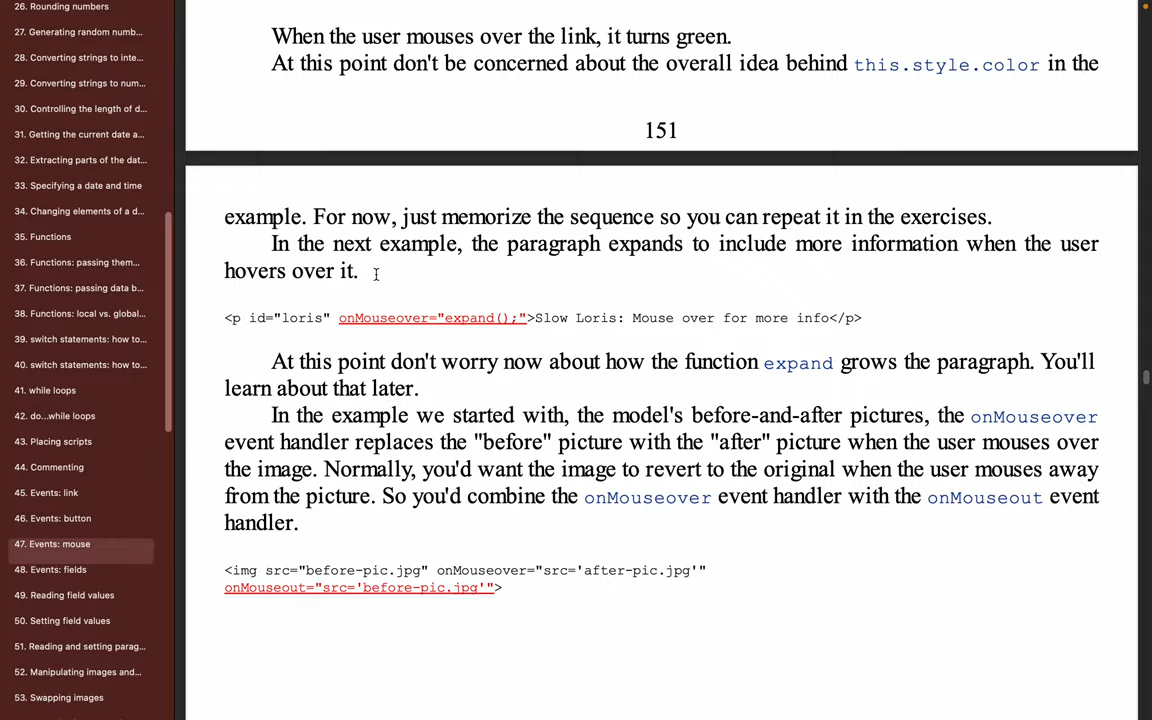 26. Rounding numbers
27. Generating random numb...
28. Converting strings to inte...
29. Converting strings to num...
30. Controlling the length of d...
31. Getting the current date a...
32. Extracting parts of the dat...
33. Specifying a date and time
34. Changing elements of a d...
35. Functions
36. Functions: passing them...
37. Functions: passing data b...
38. Functions: local vs. global...
39. switch statements: how to...
40. switch statements: how to...
41. while loops
42. do...while loops
43. Placing scripts
44. Commenting
45. Events: link
46. Events: button
47. Events: mouse
48. Events: fields
49. Reading field values
50. Setting field values
51. Reading and setting parag...
52. Manipulating images and...
53. Swapping images
When the user mouses over the link, it turns green.
At this point don't be concerned about the overall idea behind this.style.color in the
151
example. For now, just memorize the sequence so you can repeat it in the exercises.
In the next example, the paragraph expands to include more information when the user
hovers over it.
<p id="loris" onMouseover="expand();">Slow Loris: Mouse over for more info</p>
At this point don't worry now about how the function expand grows the paragraph. You'll
learn about that later.
In the example we started with, the model's before-and-after pictures, the onMouseover
event handler replaces the "before" picture with the "after" picture when the user mouses over
the image. Normally, you'd want the image to revert to the original when the user mouses away
from the picture. So you'd combine the onMouseover event handler with the onMouseout event
handler.
<img src="before-pic.jpg" onMouseover="src='after-pic.jpg'"
onMouseout="src='before-pic.jpg'">